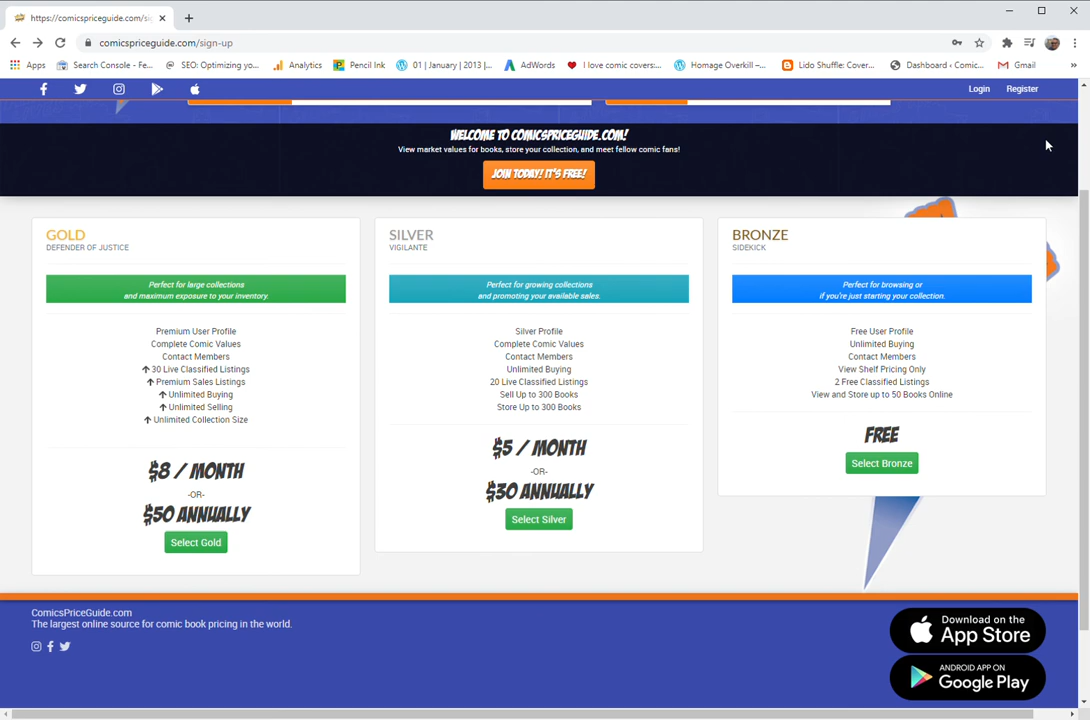 https://comicspriceguide.com/si
comicspriceguide.com/sign-up
Apps Search Console - Fe... SEO: Optimizing yo... Analytics Pencil Ink 01 | January | 2013 |... AdWords I love comic covers:... Homage Overkill –... Lido Shuffle: Cover... Dashboard ‹ Comic... Gmail »
Login Register
WELCOME TO COMICSPRICEGUIDE.COM!
View market values for books, store your collection, and meet fellow comic fans!
JOIN TODAY! IT'S FREE!
GOLD
DEFENDER OF JUSTICE
Perfect for large collections
and maximum exposure to your inventory.
Premium User Profile
Complete Comic Values
Contact Members
30 Live Classified Listings
Premium Sales Listings
Unlimited Buying
Unlimited Selling
Unlimited Collection Size
$8 / MONTH
-OR-
$50 ANNUALLY
Select Gold
SILVER
VIGILANTE
Perfect for growing collections
and promoting your available sales.
Silver Profile
Complete Comic Values
Contact Members
Unlimited Buying
20 Live Classified Listings
Sell Up to 300 Books
Store Up to 300 Books
$5 / MONTH
-OR-
$30 ANNUALLY
Select Silver
BRONZE
SIDEKICK
Perfect for browsing or
if you're just starting your collection.
Free User Profile
Unlimited Buying
Contact Members
View Shelf Pricing Only
2 Free Classified Listings
View and Store up to 50 Books Online
FREE
Select Bronze
ComicsPriceGuide.com
The largest online source for comic book pricing in the world.
Download on the
App Store
ANDROID APP ON
Google Play